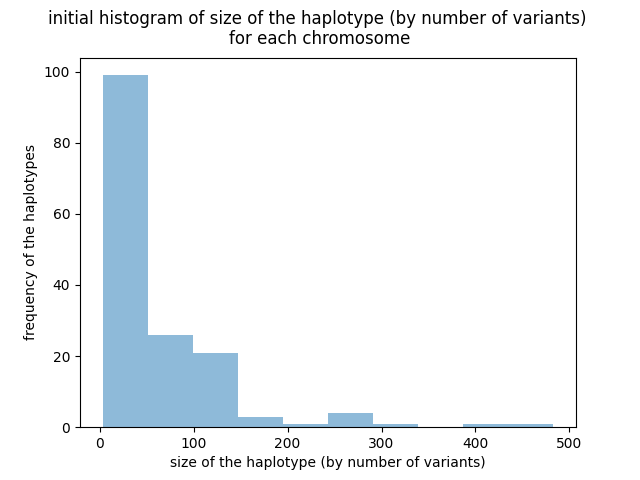 initial histogram of size of the haplotype (by number of variants)
for each chromosome
100
80
60
40
20
0
frequency of the haplotypes
0 100 200 300 400 500
size of the haplotype (by number of variants)